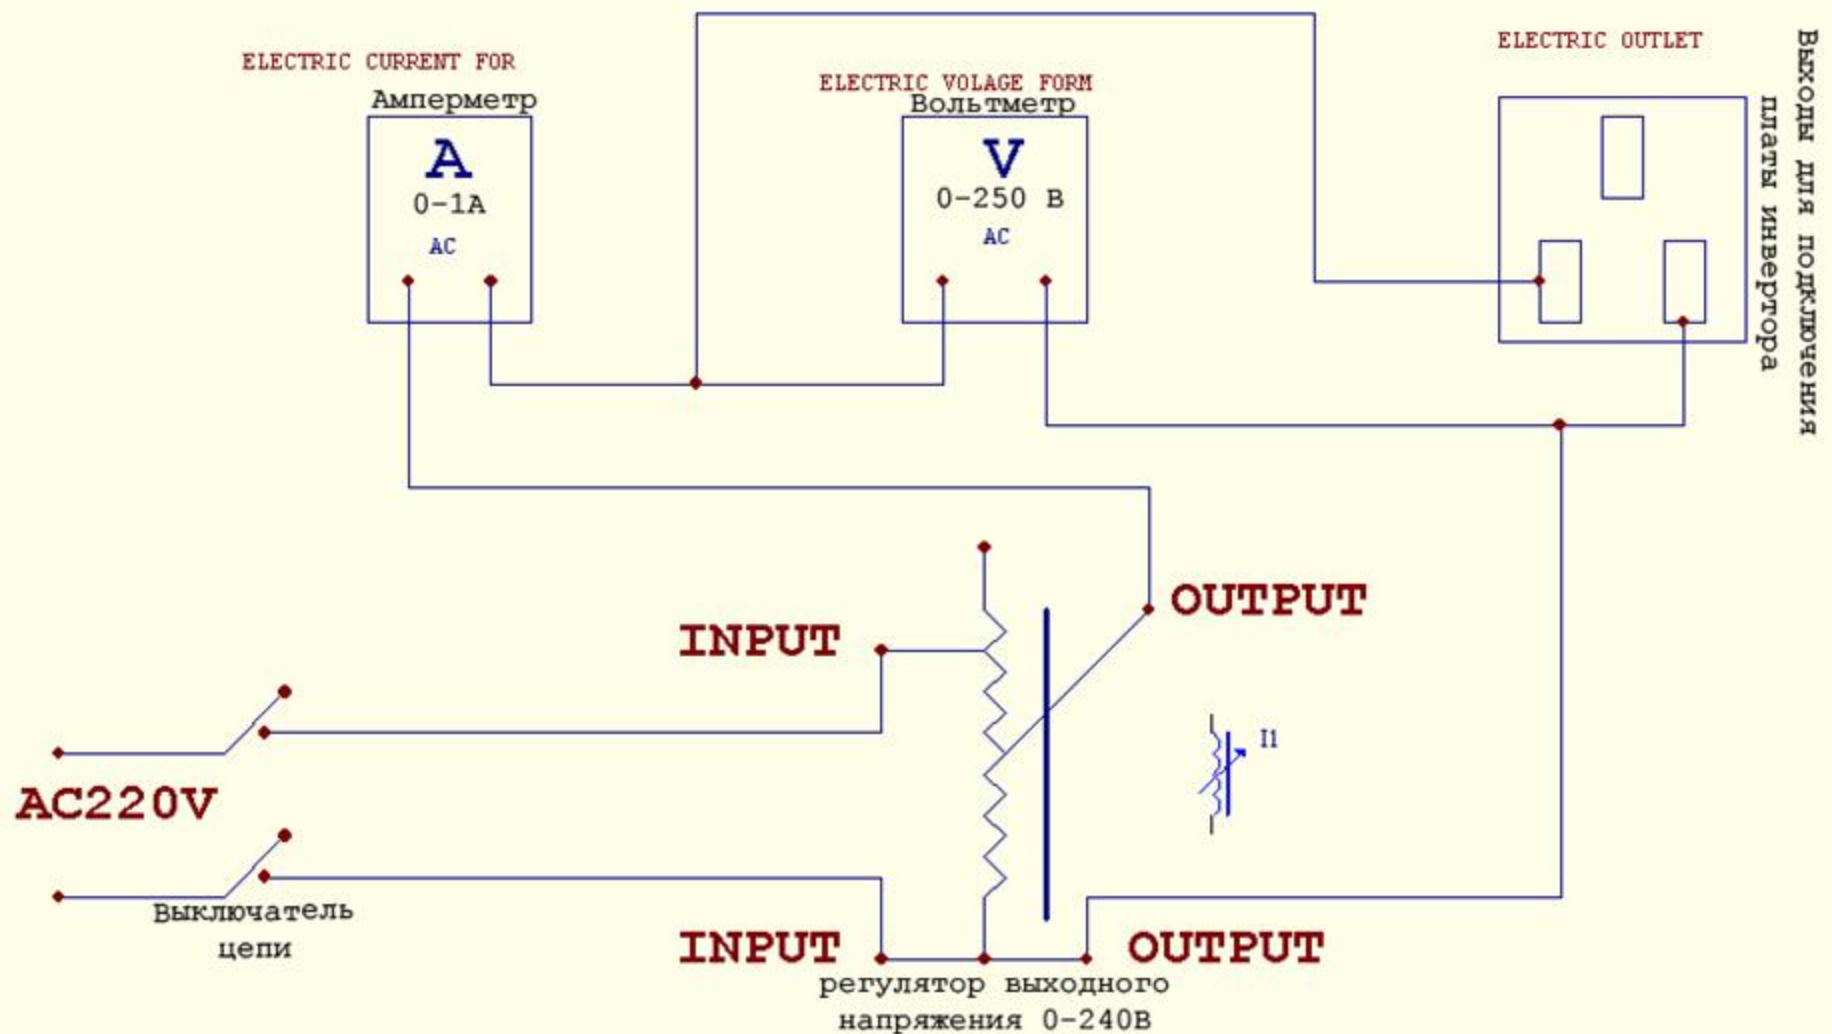 ELECTRIC CURRENT FOR
Амперметр
A
0-1A
AC
ELECTRIC VOLAGE FORM
Вольтметр
V
0-250 В
AC
ELECTRIC OUTLET
Выходы для подключения
платы инвертора
INPUT
OUTPUT
I1
AC220V
Выключатель
цепи
INPUT
OUTPUT
регулятор выходного
напряжения 0-240В